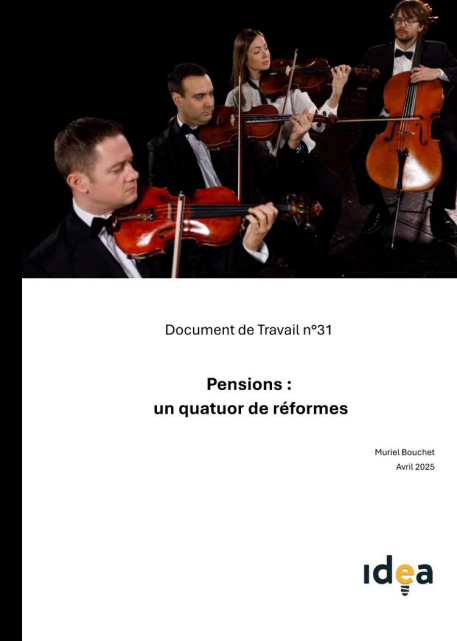 Document de Travail n°31
Pensions :
un quatuor de réformes
Muriel Bouchet
Avril 2025
idea